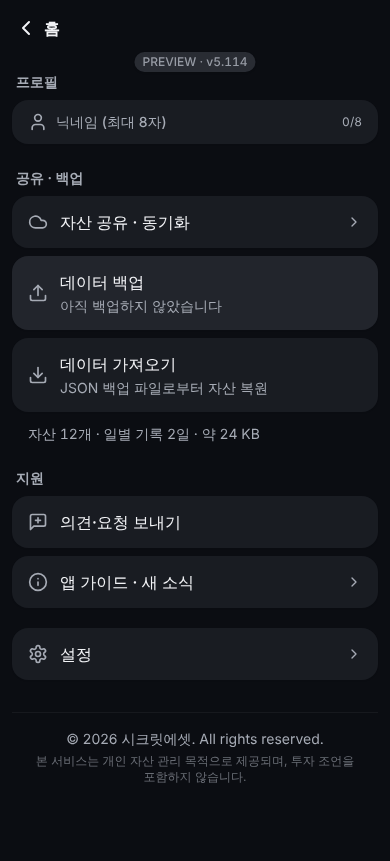 홈
PREVIEW · v5.114
프로필
닉네임 (최대 8자) 0/8
공유 · 백업
자산 공유 · 동기화
데이터 백업
아직 백업하지 않았습니다
데이터 가져오기
JSON 백업 파일로부터 자산 복원
자산 12개 · 일별 기록 2일 · 약 24 KB
지원
의견·요청 보내기
앱 가이드 · 새 소식
설정
© 2026 시크릿에셋. All rights reserved.
본 서비스는 개인 자산 관리 목적으로 제공되며, 투자 조언을
포함하지 않습니다.